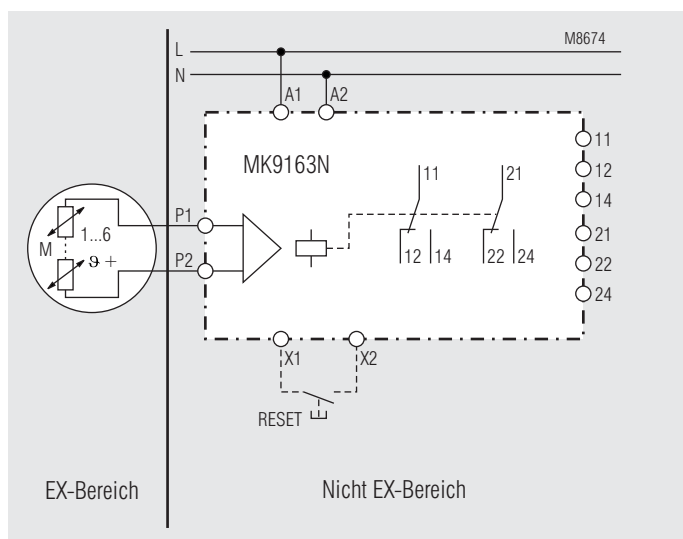 M8674
L
N
A1 A2
MK9163N
11
12
14
21
22
24
11 21
12 14 22 24
P1
P2
M 1...6
ϑ +
X1 X2
RESET
EX-Bereich
Nicht EX-Bereich